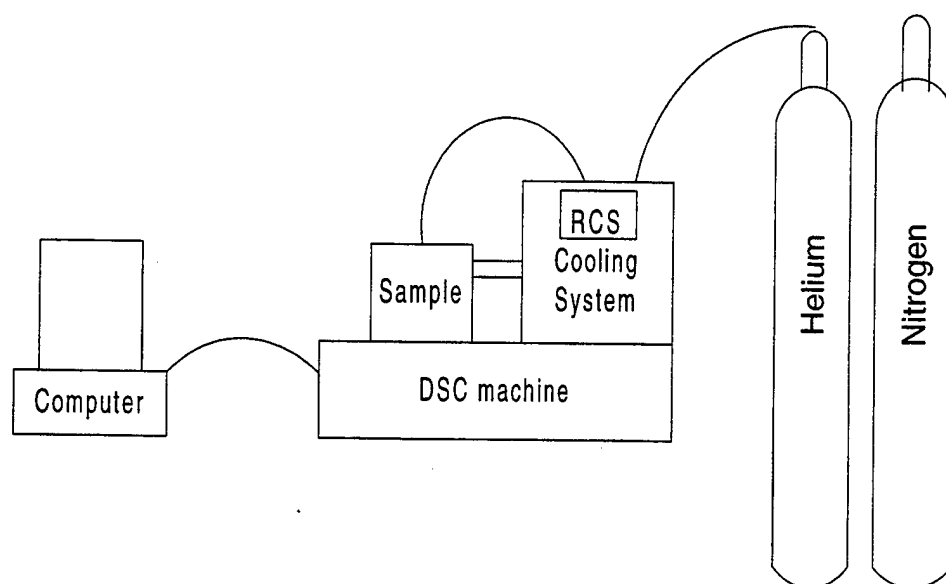 RCS
Cooling
System
Sample
DSC machine
Computer
Helium
Nitrogen